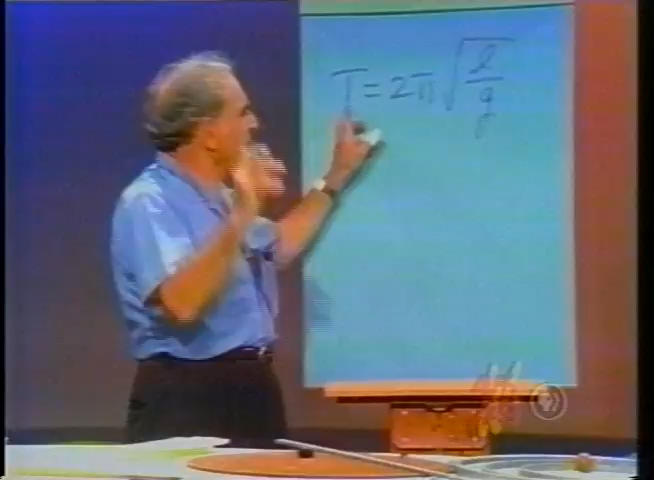 T = 2π √(l/g)